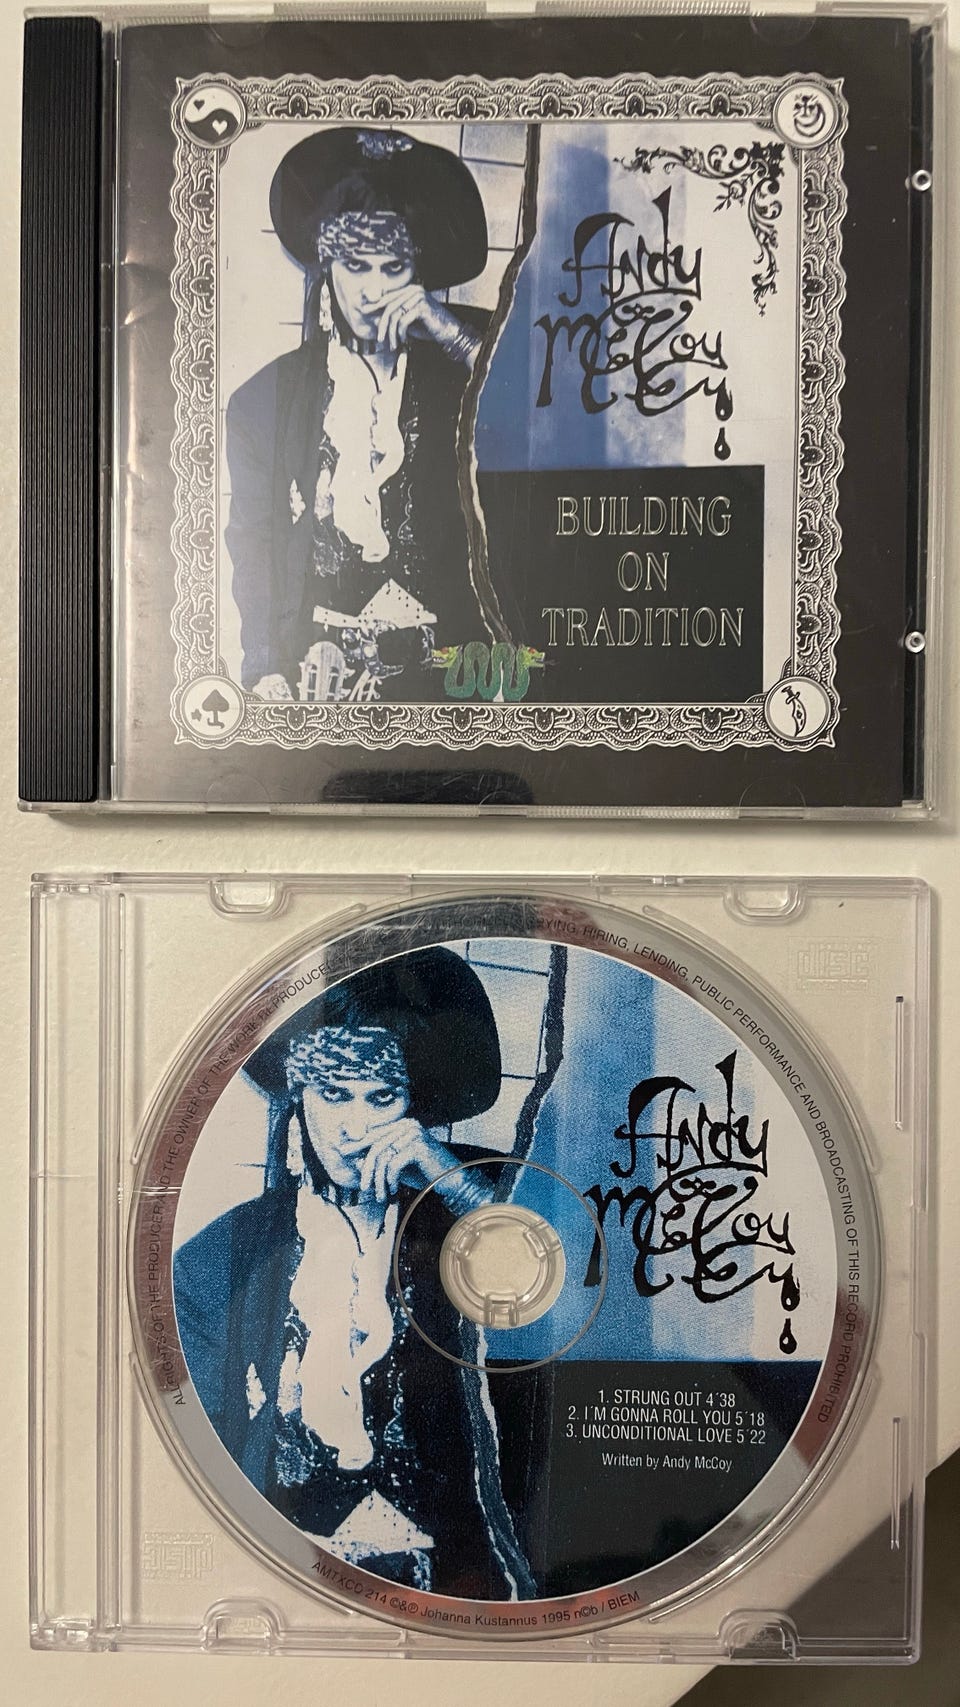 Andy
McCoy
BUILDING
ON
TRADITION
ALL RIGHTS OF THE PRODUCER AND THE OWNER OF THE WORK REPRODUCED COPYING, HIRING, LENDING, PUBLIC PERFORMANCE AND BROADCASTING OF THIS RECORD PROHIBITED
disc
Andy
McCoy
1. STRUNG OUT 4´38
2. I´M GONNA ROLL YOU 5´18
3. UNCONDITIONAL LOVE 5´22
Written by Andy McCoy
disc
AMTXCD 214 ©&℗ Johanna Kustannus 1995 n©b / BIEM